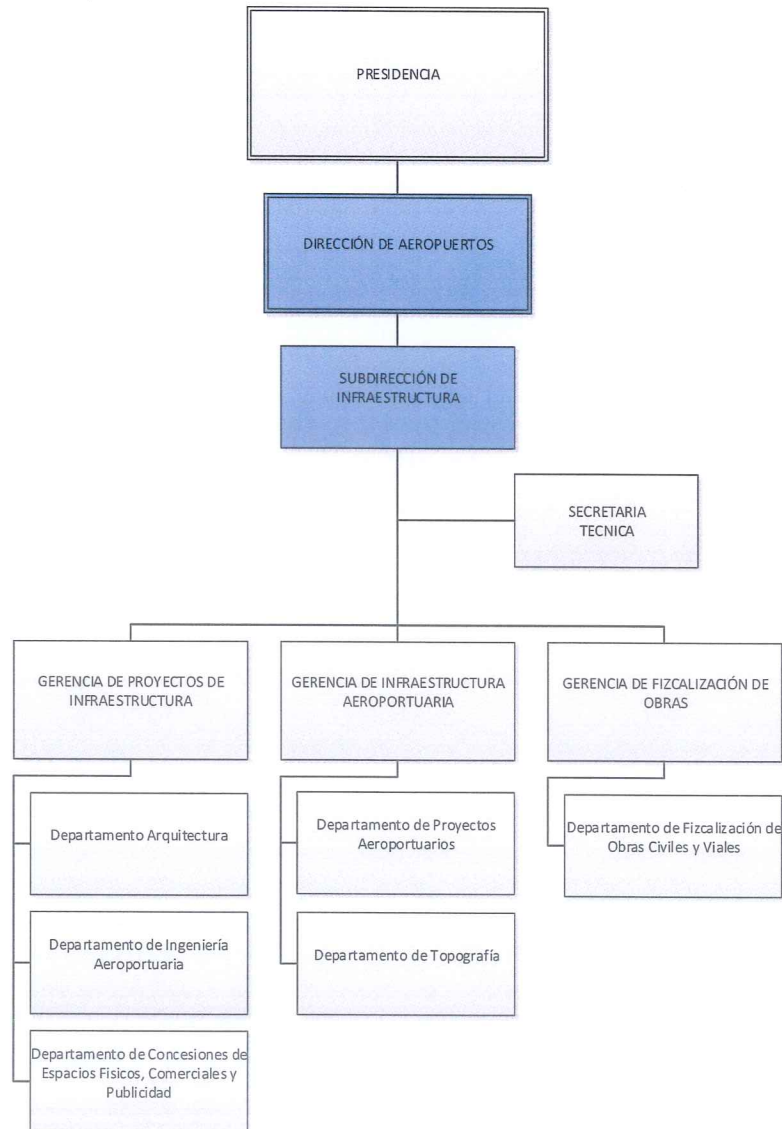 PRESIDENCIA
DIRECCIÓN DE AEROPUERTOS
SUBDIRECCIÓN DE
INFRAESTRUCTURA
SECRETARIA
TECNICA
GERENCIA DE PROYECTOS DE
INFRAESTRUCTURA
GERENCIA DE INFRAESTRUCTURA
AEROPORTUARIA
GERENCIA DE FIZCALIZACIÓN DE
OBRAS
Departamento Arquitectura
Departamento de Ingeniería
Aeroportuaria
Departamento de Concesiones de
Espacios Fisicos, Comerciales y
Publicidad
Departamento de Proyectos
Aeroportuarios
Departamento de Topografía
Departamento de Fizcalización de
Obras Civiles y Viales